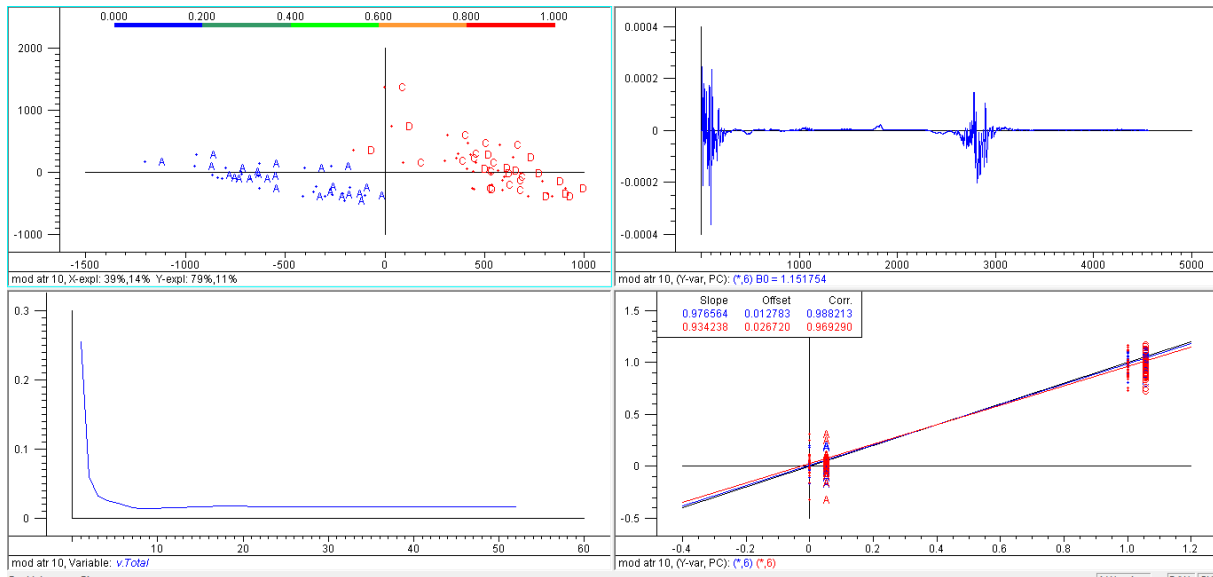 0.000 0.200 0.400 0.600 0.800 1.000
2000
1000
0
-1000
A A A A A A A A A A A A A A A A A A
C D D C C C C D C D D C D D D D
-1500 -1000 -500 0 500 1000
mod atr 10, X-expl: 39%,14% Y-expl: 79%,11%
0.0004
0.0002
0
-0.0002
-0.0004
0 1000 2000 3000 4000 5000
mod atr 10, (Y-var, PC): (*,6) B0 = 1.151754
0.3
0.2
0.1
0
10 20 30 40 50 60
mod atr 10, Variable: v.Total
Slope Offset Corr.
0.976564 0.012783 0.988213
0.934238 0.026720 0.969290
1.5
1.0
0.5
0
-0.5
-0.4 -0.2 0 0.2 0.4 0.6 0.8 1.0 1.2
mod atr 10, (Y-var, PC): (*,6) (*,6)